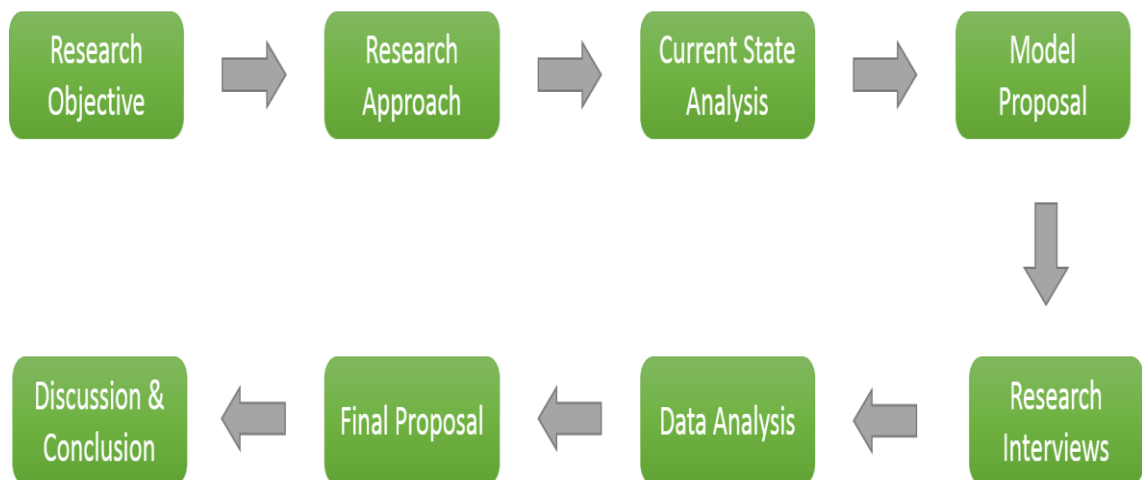 Research
Objective
Research
Approach
Current State
Analysis
Model
Proposal
Research
Interviews
Data Analysis
Final Proposal
Discussion &
Conclusion